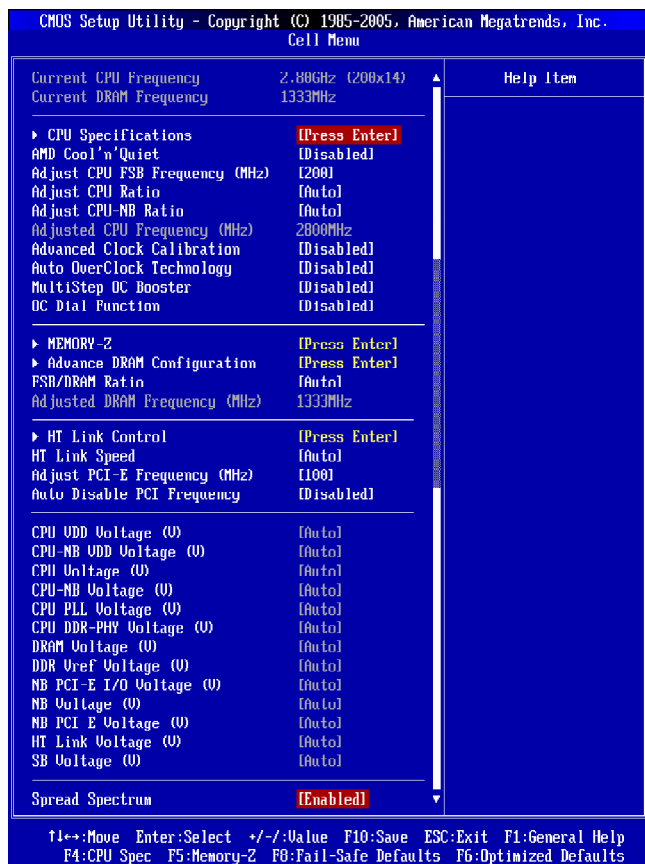 CMOS Setup Utility - Copyright (C) 1985-2005, American Megatrends, Inc.
Cell Menu
Current CPU Frequency 2.80GHz (200x14)
Current DRAM Frequency 1333MHz
Help Item
▸ CPU Specifications [Press Enter]
AMD Cool'n'Quiet [Disabled]
Adjust CPU FSB Frequency (MHz) [200]
Adjust CPU Ratio [Auto]
Adjust CPU-NB Ratio [Auto]
Adjusted CPU Frequency (MHz) 2800MHz
Advanced Clock Calibration [Disabled]
Auto OverClock Technology [Disabled]
MultiStep OC Booster [Disabled]
OC Dial Function [Disabled]
▸ MEMORY-Z [Press Enter]
▸ Advance DRAM Configuration [Press Enter]
FSB/DRAM Ratio [Auto]
Adjusted DRAM Frequency (MHz) 1333MHz
▸ HT Link Control [Press Enter]
HT Link Speed [Auto]
Adjust PCI-E Frequency (MHz) [100]
Auto Disable PCI Frequency [Disabled]
CPU VDD Voltage (V) [Auto]
CPU-NB VDD Voltage (V) [Auto]
CPU Voltage (V) [Auto]
CPU-NB Voltage (V) [Auto]
CPU PLL Voltage (V) [Auto]
CPU DDR-PHY Voltage (V) [Auto]
DRAM Voltage (V) [Auto]
DDR Vref Voltage (V) [Auto]
NB PCI-E I/O Voltage (V) [Auto]
NB Voltage (V) [Auto]
NB PCI E Voltage (V) [Auto]
HT Link Voltage (V) [Auto]
SB Voltage (V) [Auto]
Spread Spectrum [Enabled]
↑↓←→:Move Enter:Select +/-/:Value F10:Save ESC:Exit F1:General Help
F4:CPU Spec F5:Memory-Z F8:Fail-Safe Defaults F6:Optimized Defaults